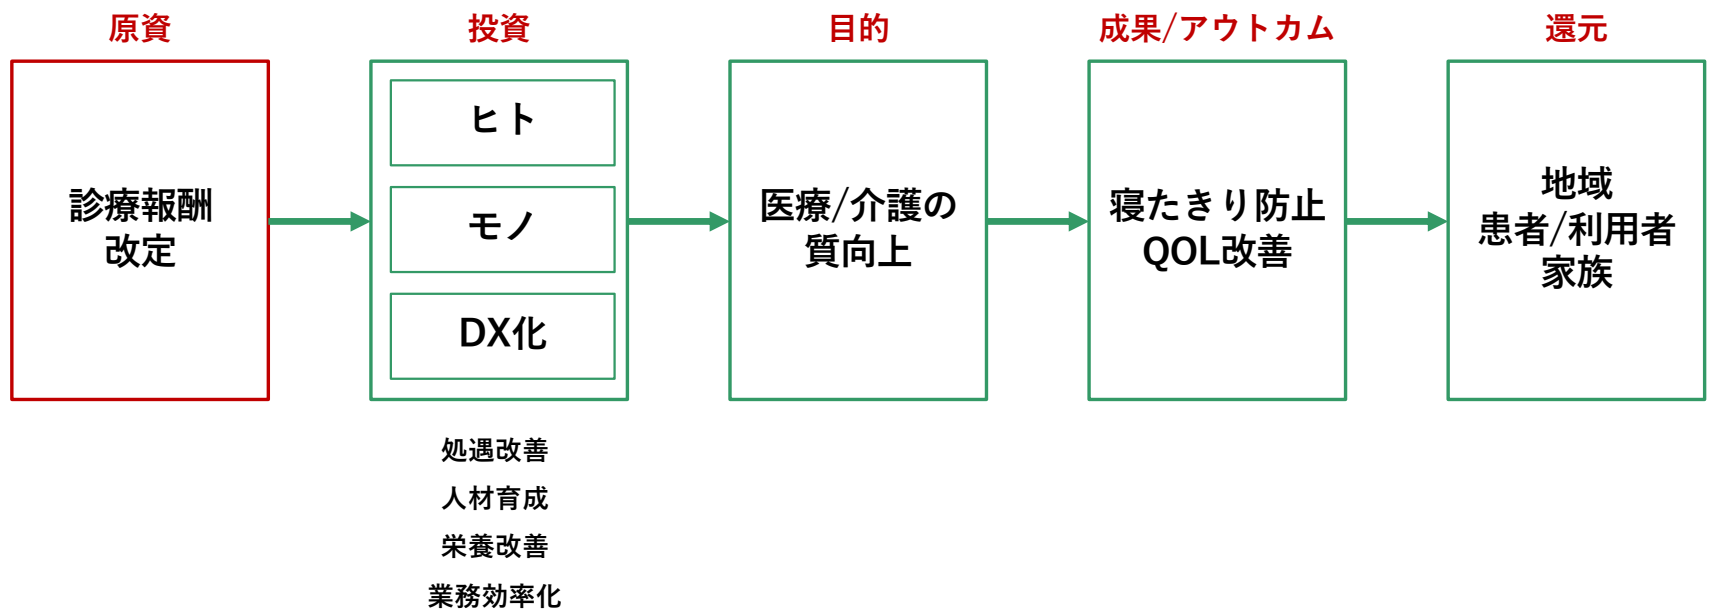 原資
投資
目的
成果/アウトカム
還元
診療報酬
改定
ヒト
モノ
DX化
医療/介護の
質向上
寝たきり防止
QOL改善
地域
患者/利用者
家族
処遇改善
人材育成
栄養改善
業務効率化